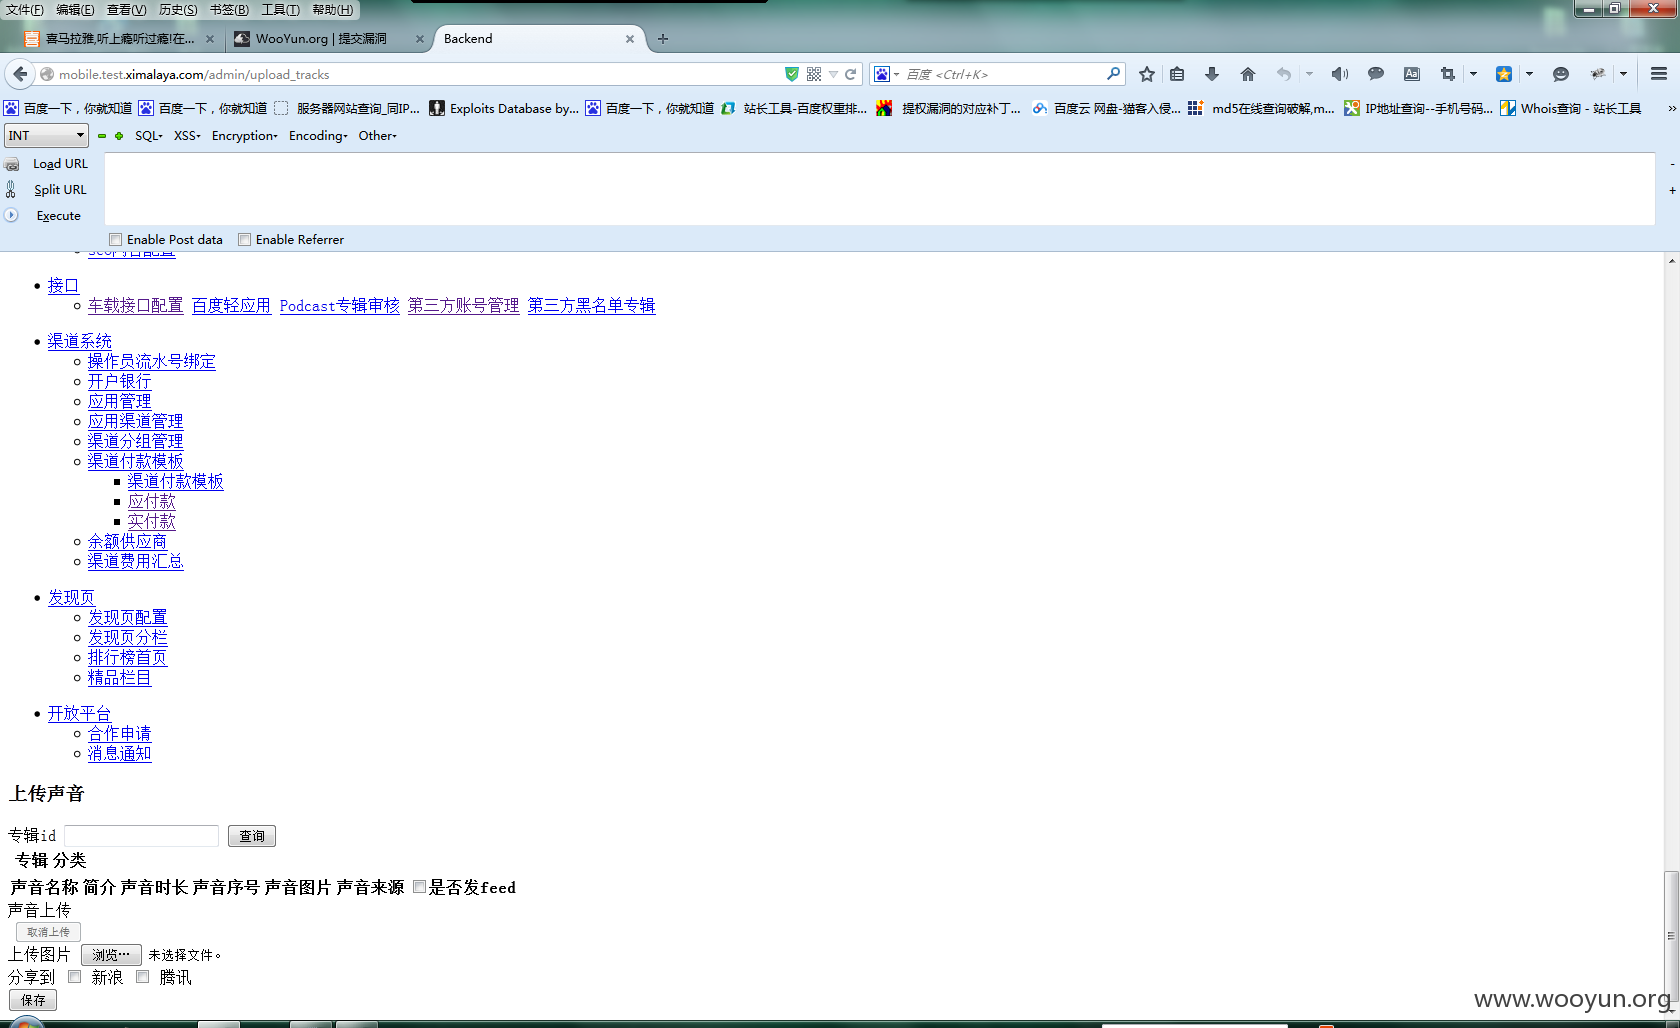 文件(F) 编辑(E) 查看(V) 历史(S) 书签(B) 工具(T) 帮助(H)
喜马拉雅,听上瘾听过瘾!在... WooYun.org | 提交漏洞 Backend
mobile.test.ximalaya.com/admin/upload_tracks 百度 <Ctrl+K>
百度一下，你就知道 百度一下，你就知道 服务器网站查询_同IP... Exploits Database by... 百度一下，你就知道 站长工具-百度权重排... 提权漏洞的对应补丁... 百度云 网盘-猫客入侵... md5在线查询破解,m... IP地址查询--手机号码... Whois查询 - 站长工具 »
INT SQL XSS Encryption Encoding Other
Load URL
Split URL
Execute
Enable Post data Enable Referrer
seo内容配置
接口
车载接口配置 百度轻应用 Podcast专辑审核 第三方账号管理 第三方黑名单专辑
渠道系统
操作员流水号绑定
开户银行
应用管理
应用渠道管理
渠道分组管理
渠道付款模板
渠道付款模板
应付款
实付款
余额供应商
渠道费用汇总
发现页
发现页配置
发现页分栏
排行榜首页
精品栏目
开放平台
合作申请
消息通知
上传声音
专辑id 查询
专辑 分类
声音名称 简介 声音时长 声音序号 声音图片 声音来源 是否发feed
声音上传
取消上传
上传图片 浏览… 未选择文件。
分享到 新浪 腾讯
保存
www.wooyun.org